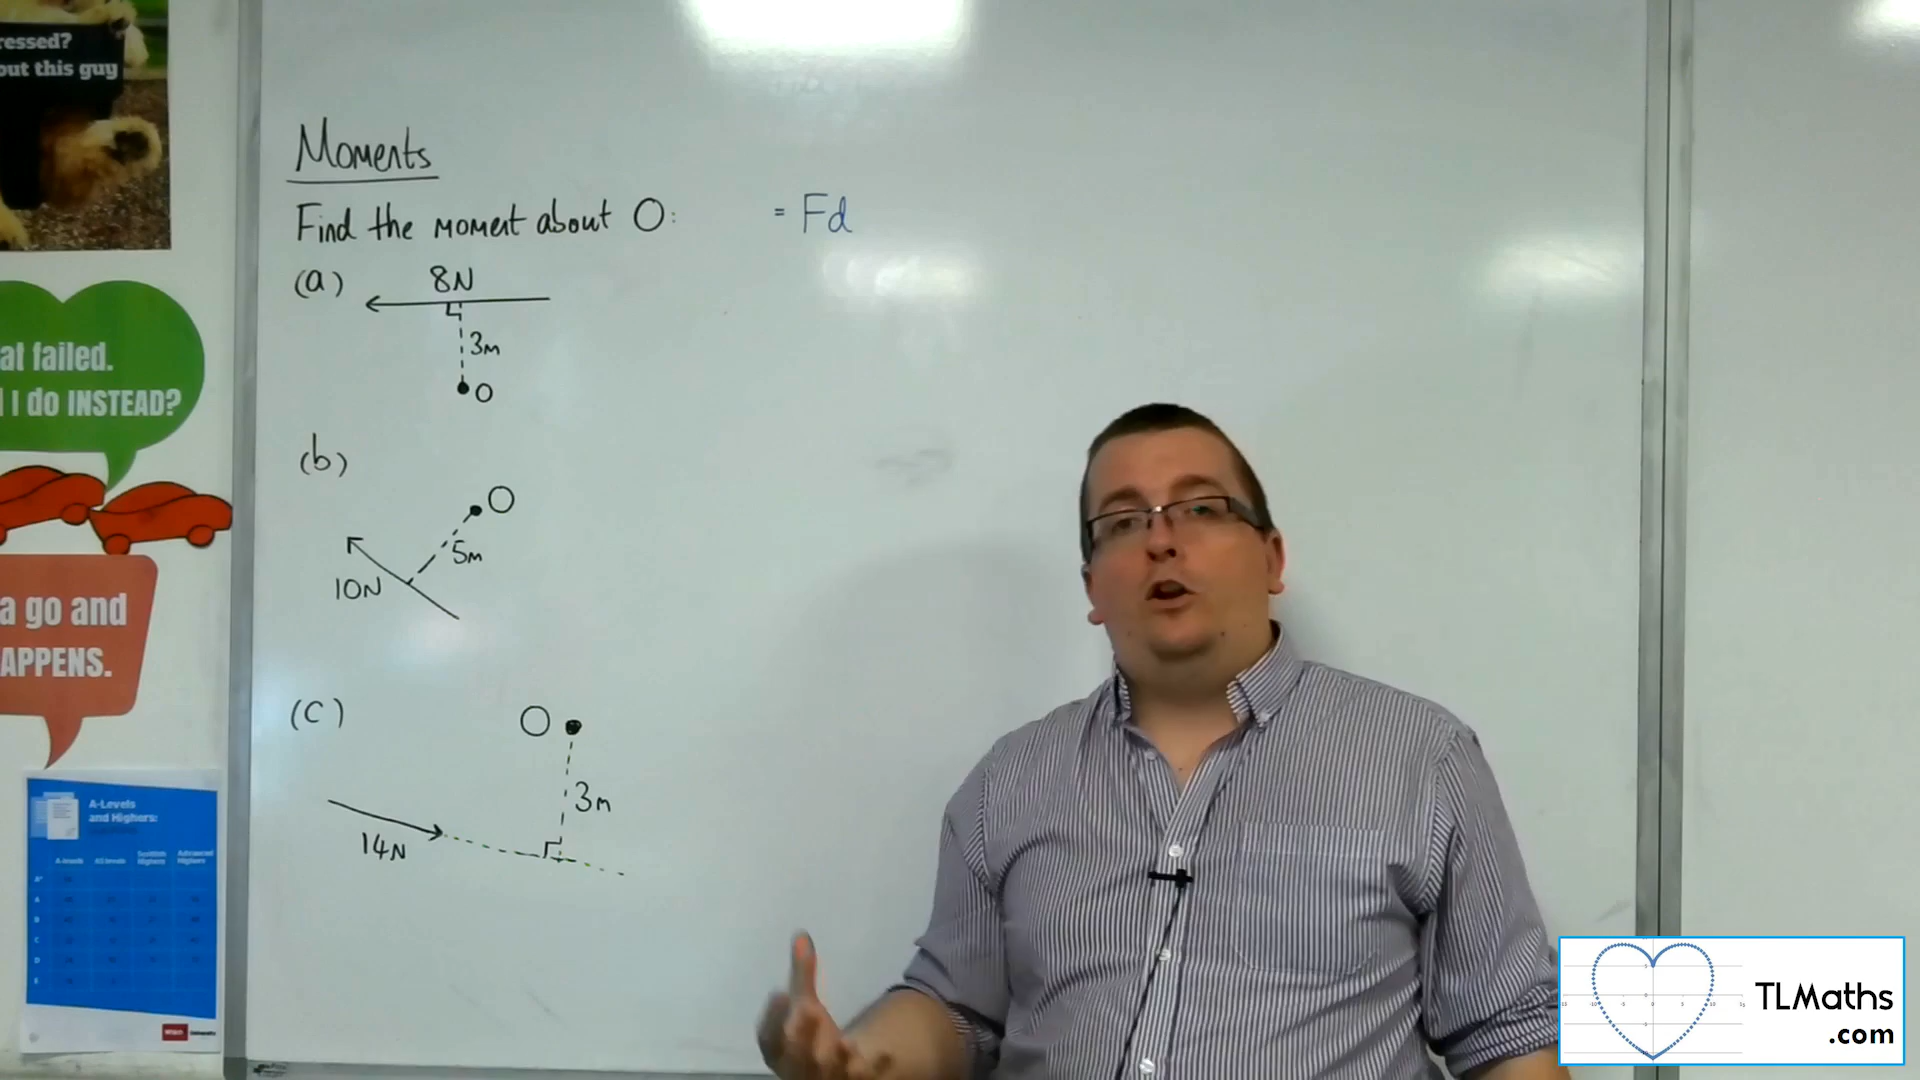 ressed?
out this guy
Moments
Find the moment about O: = Fd
(a) 8N
3m
O
(b)
O
5m
10N
(c) O
3m
14N
at failed.
I do INSTEAD?
a go and
APPENS.
A-Levels
and Highers:
TLMaths
.com